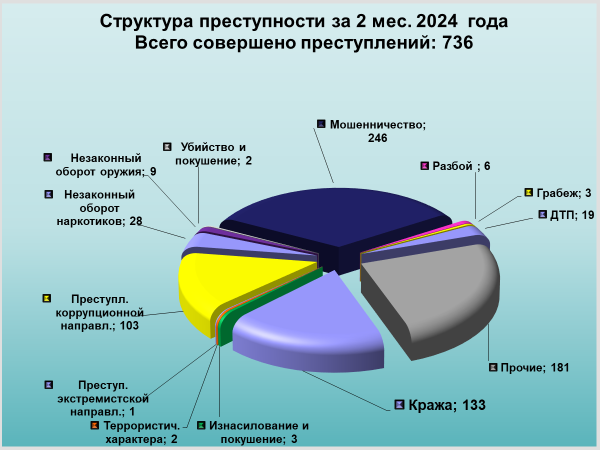 Структура преступности за 2 мес. 2024 года
Всего совершено преступлений: 736
Мошенничество;
246
Убийство и
покушение; 2
Незаконный
оборот оружия; 9
Разбой ; 6
Незаконный
оборот
наркотиков; 28
Грабеж; 3
ДТП; 19
Преступл.
коррупционной
направл.; 103
Прочие; 181
Преступ.
экстремистской
направл.; 1
Кража; 133
Террористич.
характера; 2
Изнасилование и
покушение; 3